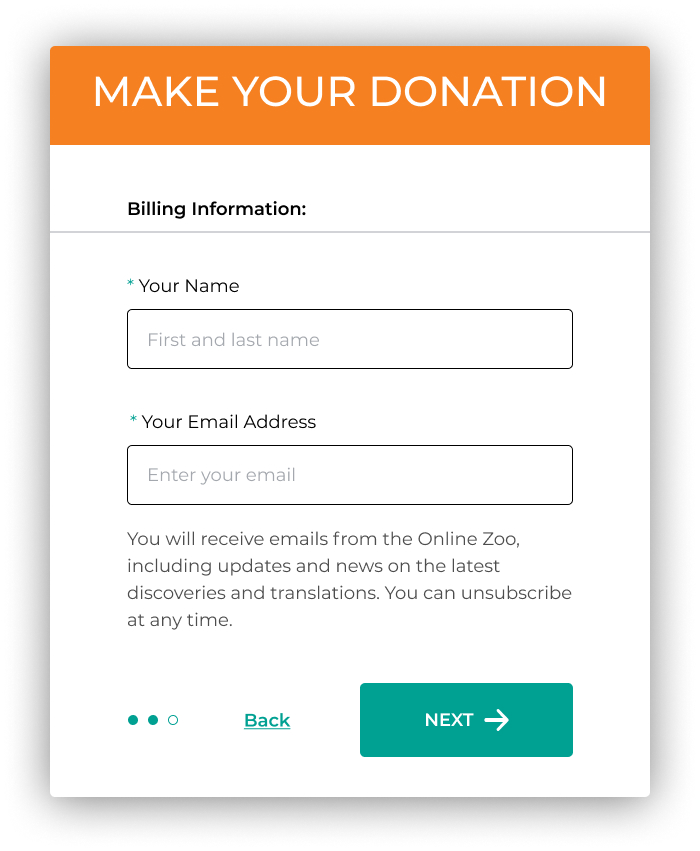 MAKE YOUR DONATION
Billing Information:
* Your Name
First and last name
* Your Email Address
Enter your email
You will receive emails from the Online Zoo,
including updates and news on the latest
discoveries and translations. You can unsubscribe
at any time.
Back
NEXT →